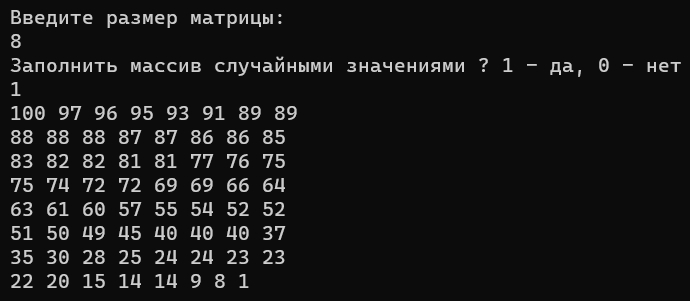 Введите размер матрицы:
8
Заполнить массив случайными значениями ? 1 - да, 0 - нет
1
100 97 96 95 93 91 89 89
88 88 88 87 87 86 86 85
83 82 82 81 81 77 76 75
75 74 72 72 69 69 66 64
63 61 60 57 55 54 52 52
51 50 49 45 40 40 40 37
35 30 28 25 24 24 23 23
22 20 15 14 14 9 8 1